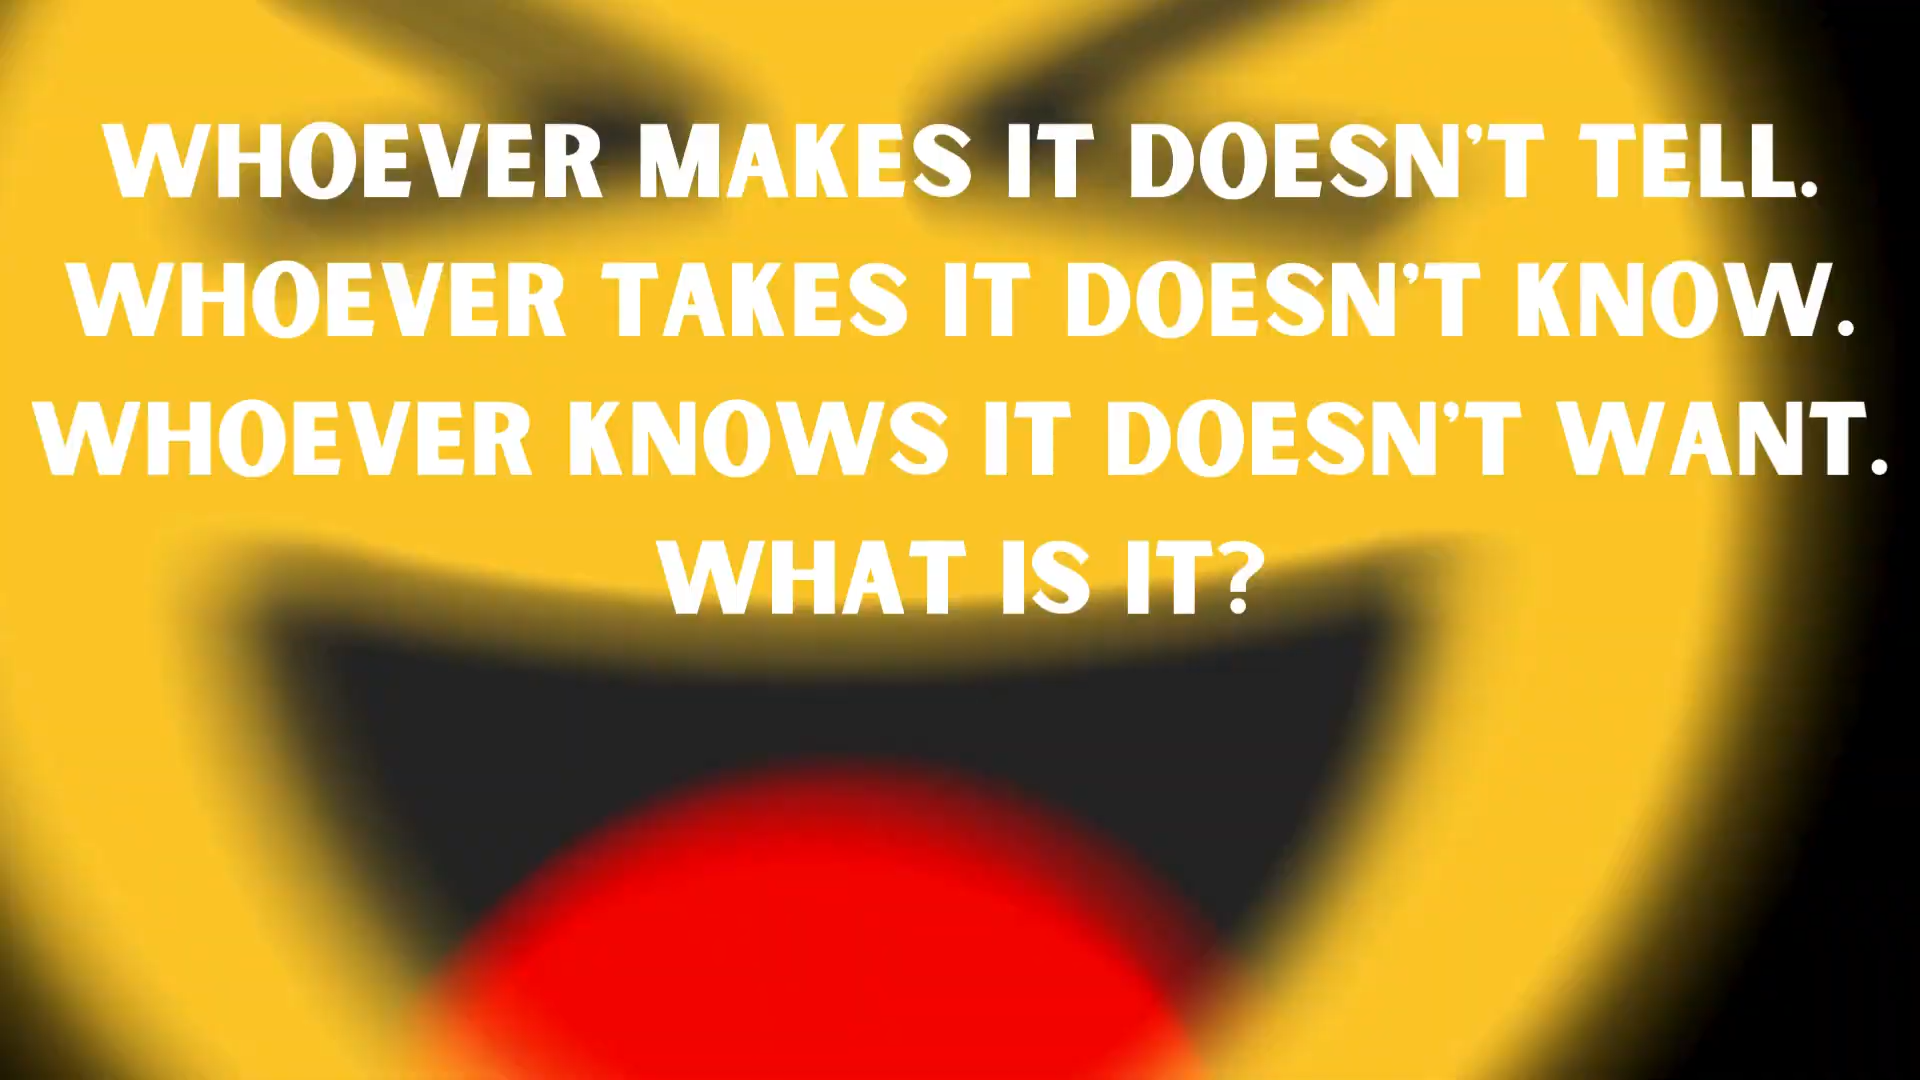 WHOEVER MAKES IT DOESN'T TELL.
WHOEVER TAKES IT DOESN'T KNOW.
WHOEVER KNOWS IT DOESN'T WANT.
WHAT IS IT?